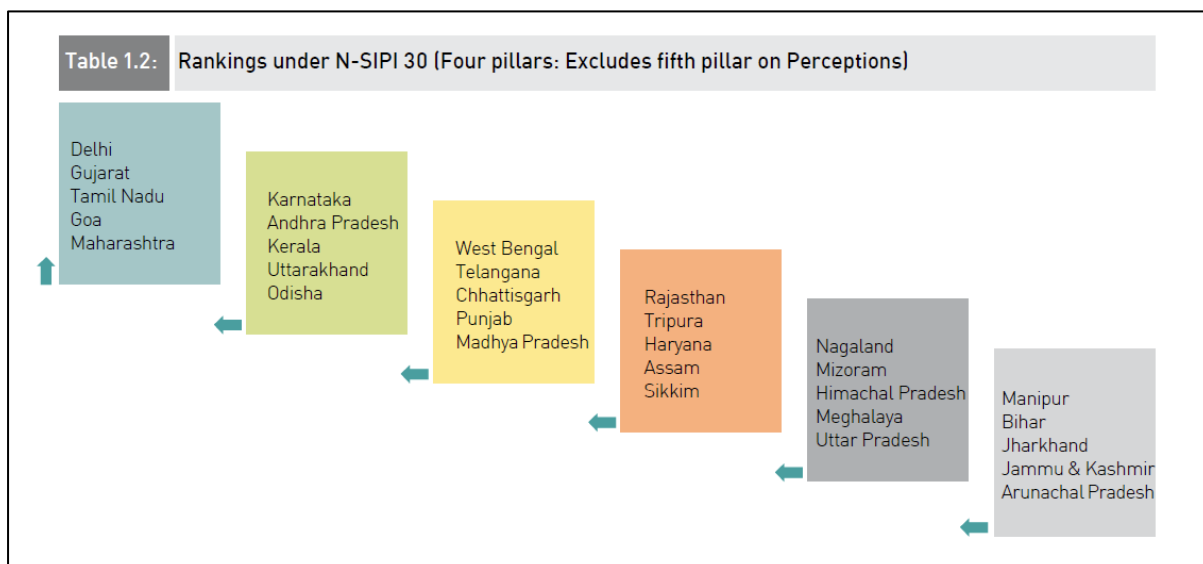 Table 1.2: Rankings under N-SIPI 30 (Four pillars: Excludes fifth pillar on Perceptions)
Delhi
Gujarat
Tamil Nadu
Goa
Maharashtra
Karnataka
Andhra Pradesh
Kerala
Uttarakhand
Odisha
West Bengal
Telangana
Chhattisgarh
Punjab
Madhya Pradesh
Rajasthan
Tripura
Haryana
Assam
Sikkim
Nagaland
Mizoram
Himachal Pradesh
Meghalaya
Uttar Pradesh
Manipur
Bihar
Jharkhand
Jammu & Kashmir
Arunachal Pradesh